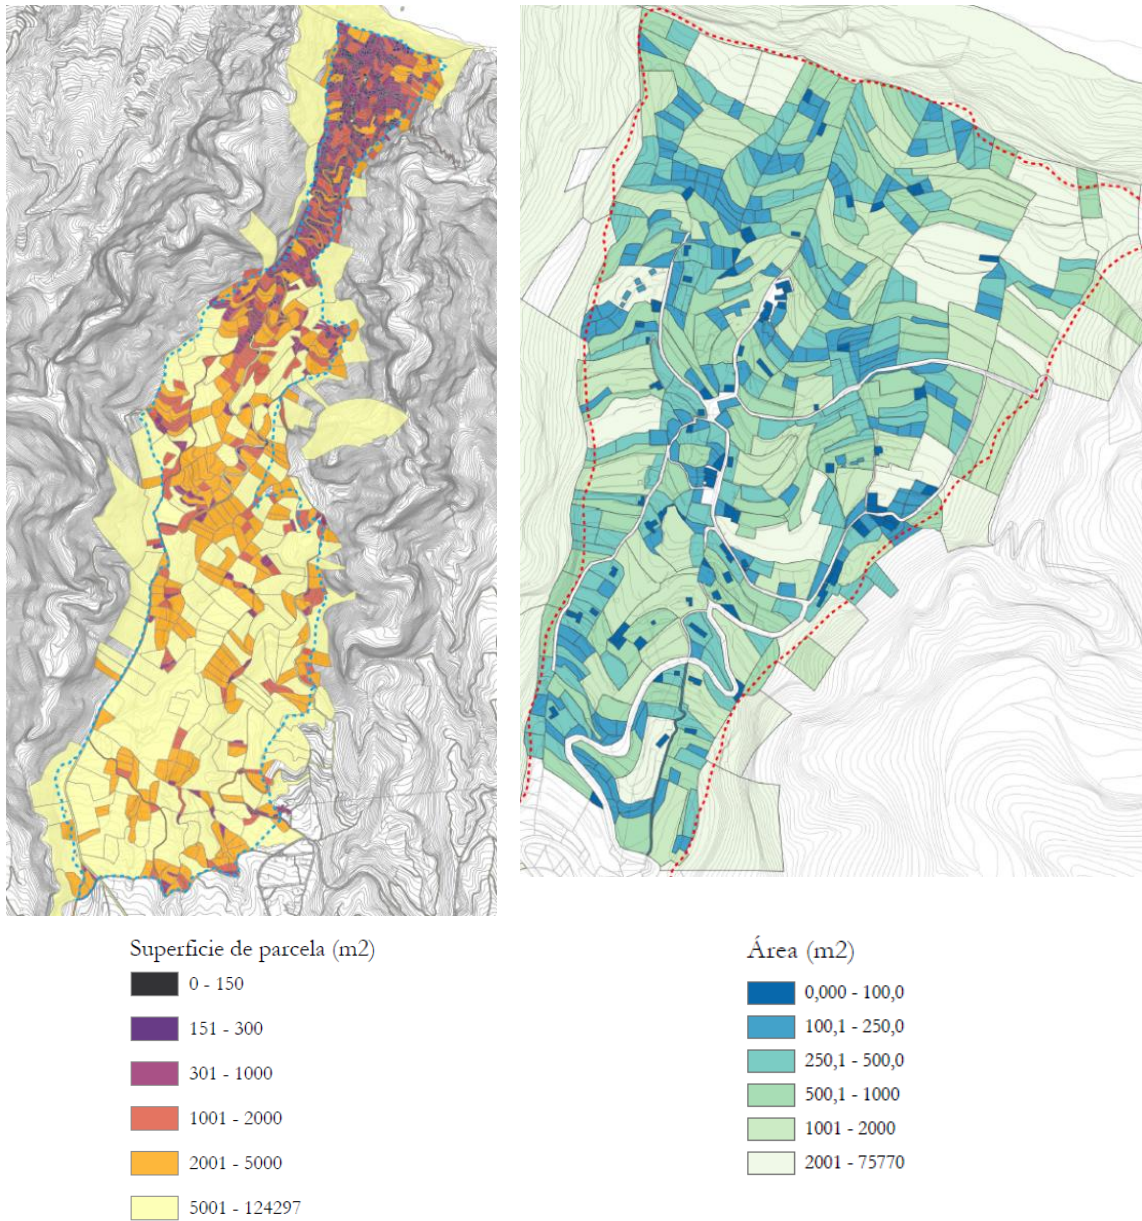 Superficie de parcela (m2)
0 - 150
151 - 300
301 - 1000
1001 - 2000
2001 - 5000
5001 - 124297
Área (m2)
0,000 - 100,0
100,1 - 250,0
250,1 - 500,0
500,1 - 1000
1001 - 2000
2001 - 75770